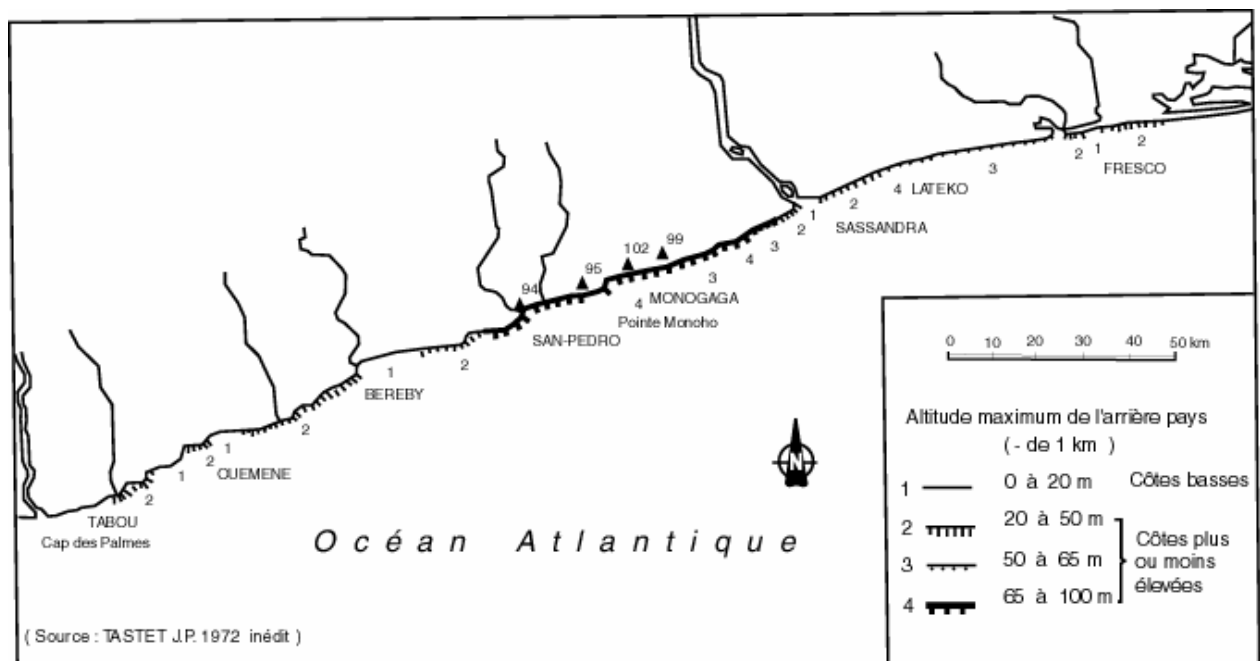 1
2
FRESCO
2
1
2
3
4 LATEKO
SASSANDRA
99
102
95
94
2
3
4
3
MONOGAGA
4
Pointe Monoho
SAN-PEDRO
2
1
BEREBY
2
1
2
OUEMENE
1
2
TABOU
Cap des Palmes
Océan Atlantique
N
0 10 20 30 40 50 km
Altitude maximum de l'arrière pays
( - de 1 km )
1 0 à 20 m Côtes basses
2 20 à 50 m
3 50 à 65 m
4 65 à 100 m
Côtes plus
ou moins
élevées
( Source : TASTET J.P. 1972 inédit )